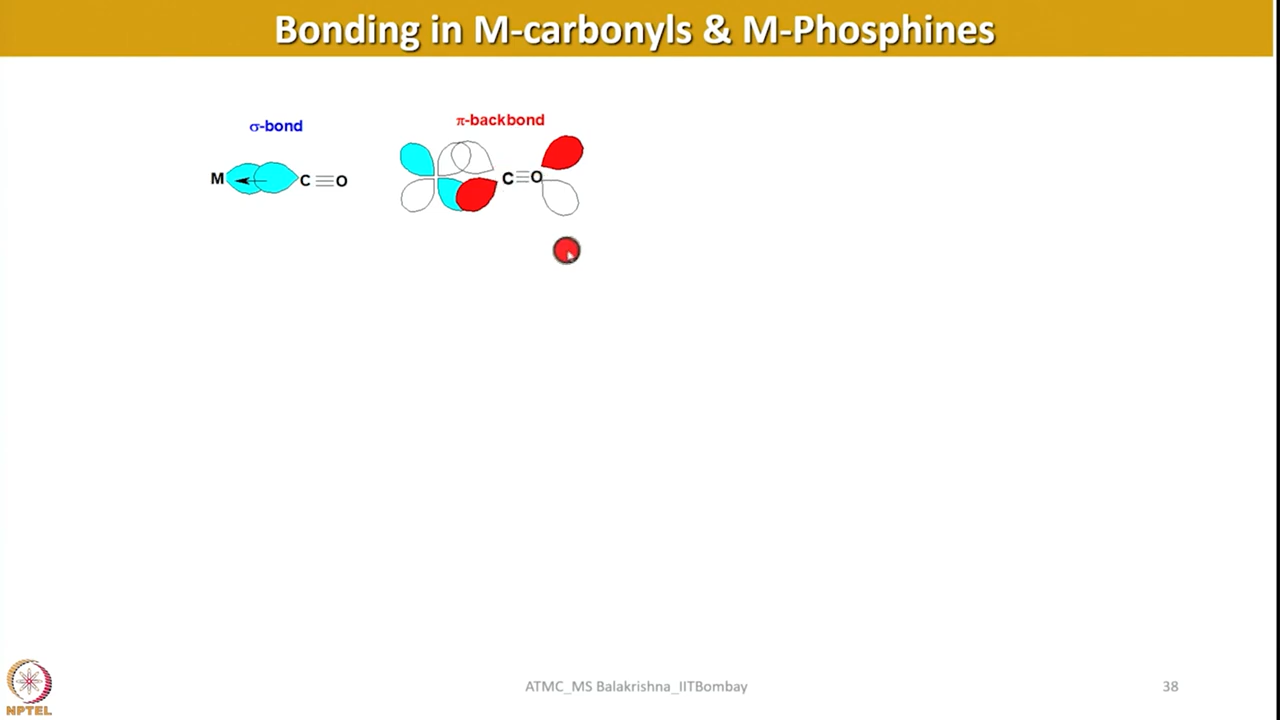 Bonding in M-carbonyls & M-Phosphines
σ-bond
π-backbond
M C≡O
C≡O
NPTEL
ATMC_MS Balakrishna_IITBombay
38